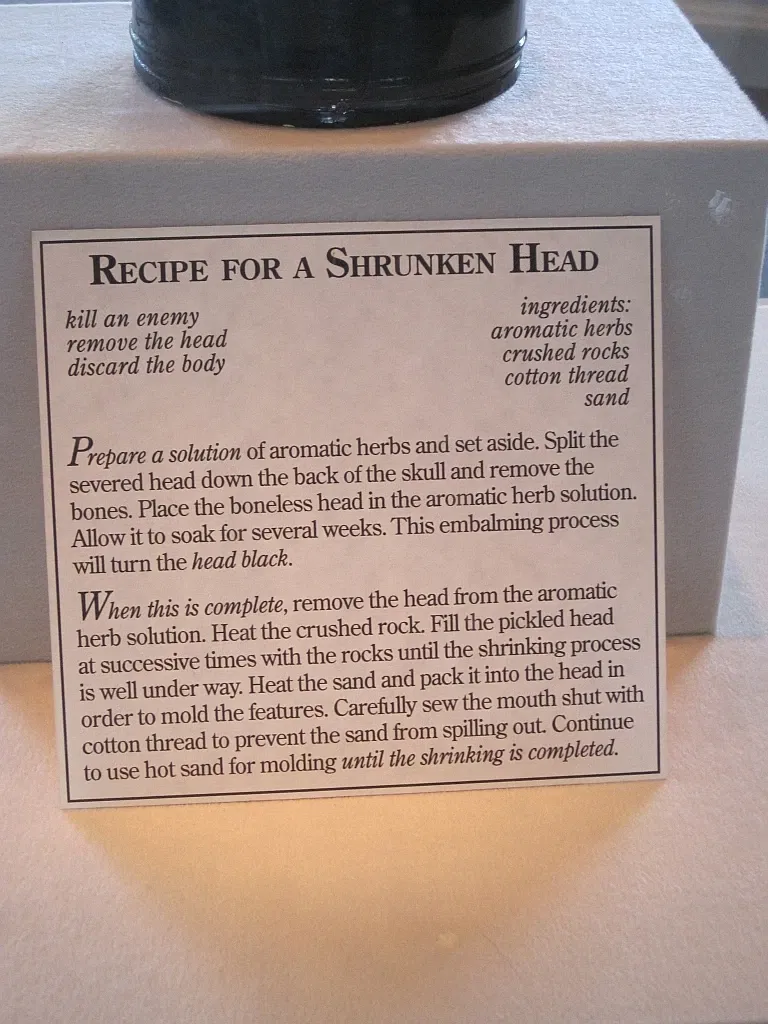 RECIPE FOR A SHRUNKEN HEAD
kill an enemy
remove the head
discard the body
ingredients:
aromatic herbs
crushed rocks
cotton thread
sand
Prepare a solution of aromatic herbs and set aside. Split the
severed head down the back of the skull and remove the
bones. Place the boneless head in the aromatic herb solution.
Allow it to soak for several weeks. This embalming process
will turn the head black.
When this is complete, remove the head from the aromatic
herb solution. Heat the crushed rock. Fill the pickled head
at successive times with the rocks until the shrinking process
is well under way. Heat the sand and pack it into the head in
order to mold the features. Carefully sew the mouth shut with
cotton thread to prevent the sand from spilling out. Continue
to use hot sand for molding until the shrinking is completed.